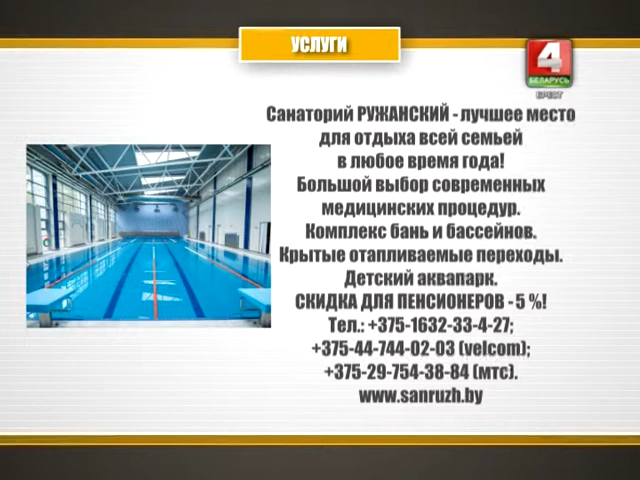 УСЛУГИ
4
БЕЛАРУСЬ
БРЕСТ
Санаторий РУЖАНСКИЙ - лучшее место
для отдыха всей семьей
в любое время года!
Большой выбор современных
медицинских процедур.
Комплекс бань и бассейнов.
Крытые отапливаемые переходы.
Детский аквапарк.
СКИДКА ДЛЯ ПЕНСИОНЕРОВ - 5 %!
Тел.: +375-1632-33-4-27;
+375-44-744-02-03 (velcom);
+375-29-754-38-84 (мтс).
www.sanruzh.by